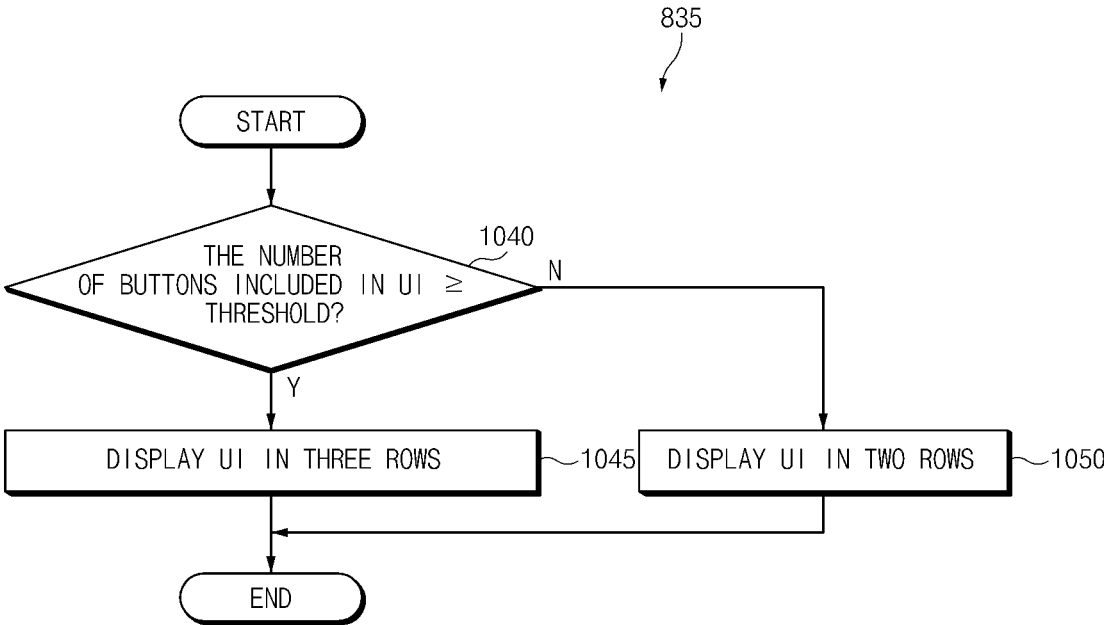 835
START
1040
THE NUMBER
OF BUTTONS INCLUDED IN UI ≥
THRESHOLD?
N
Y
DISPLAY UI IN THREE ROWS
1045
DISPLAY UI IN TWO ROWS
1050
END